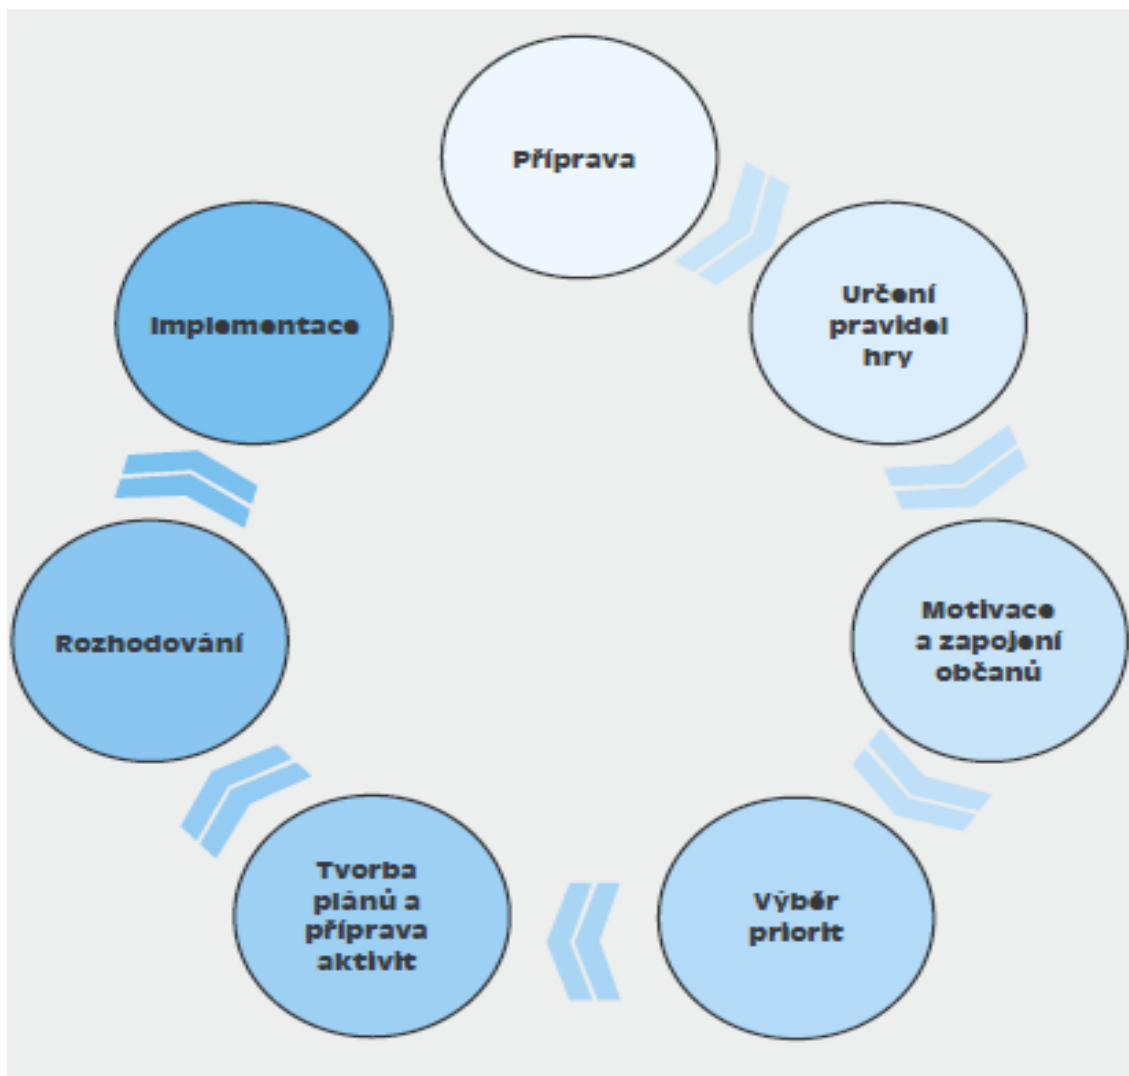 Příprava
Určení
pravidel
hry
Motivace
a zapojení
občanů
Výběr
priorit
Tvorba
plánů a
příprava
aktivit
Rozhodování
Implementace